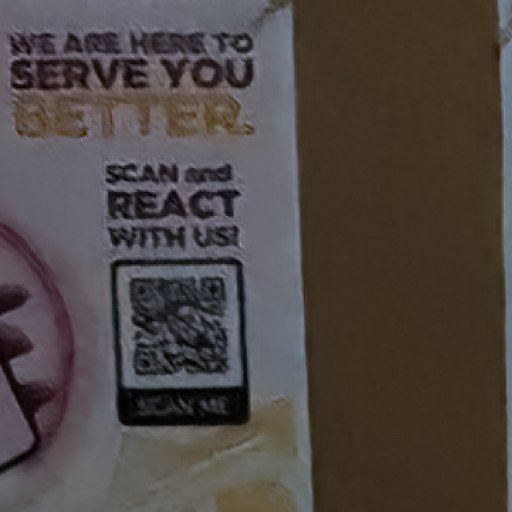 WE ARE HERE TO
SERVE YOU
BETTER.
SCAN and
REACT
WITH US!
SCAN ME